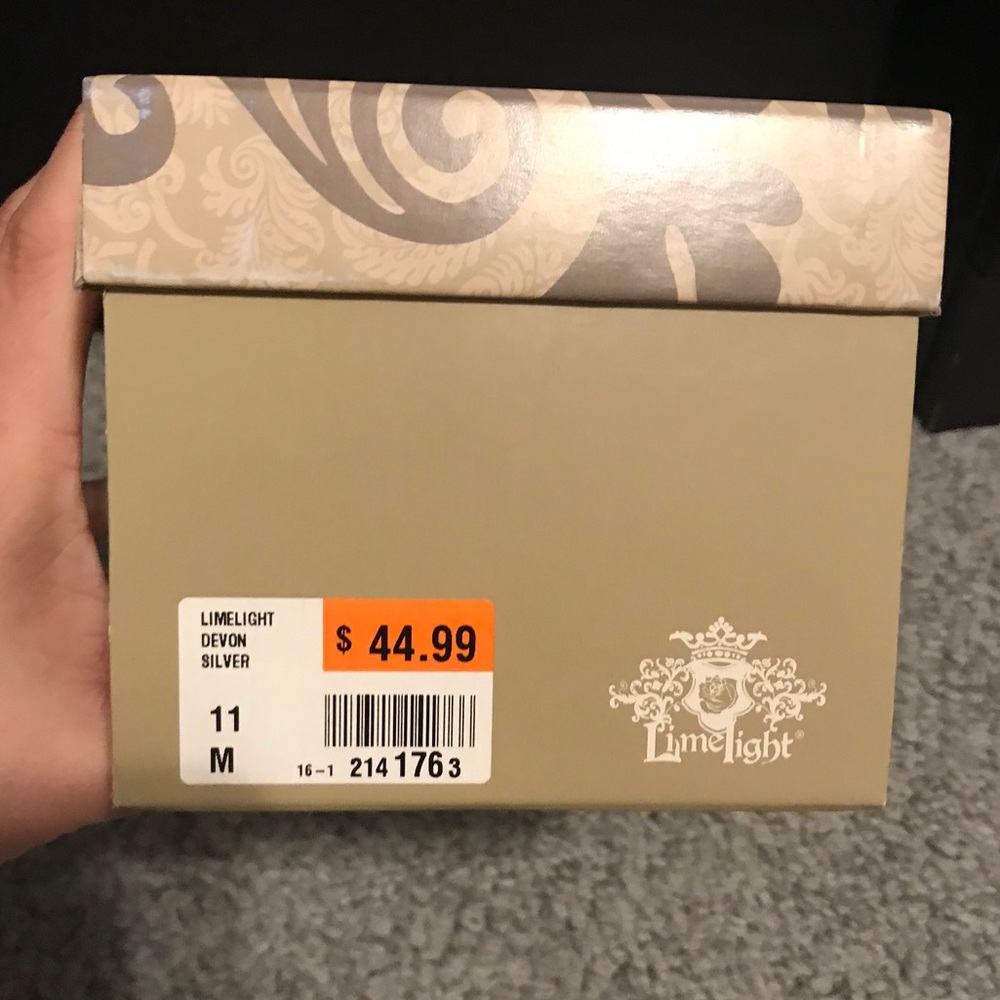 LIMELIGHT
DEVON
SILVER
$ 44.99
11
M
16-1 214 176 3
Limelight®